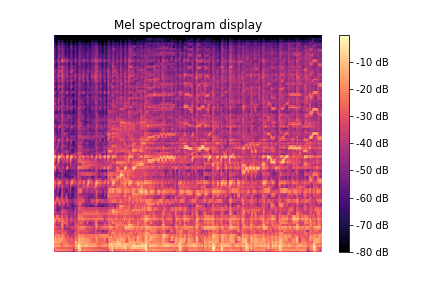 Mel spectrogram display
-10 dB
-20 dB
-30 dB
-40 dB
-50 dB
-60 dB
-70 dB
-80 dB